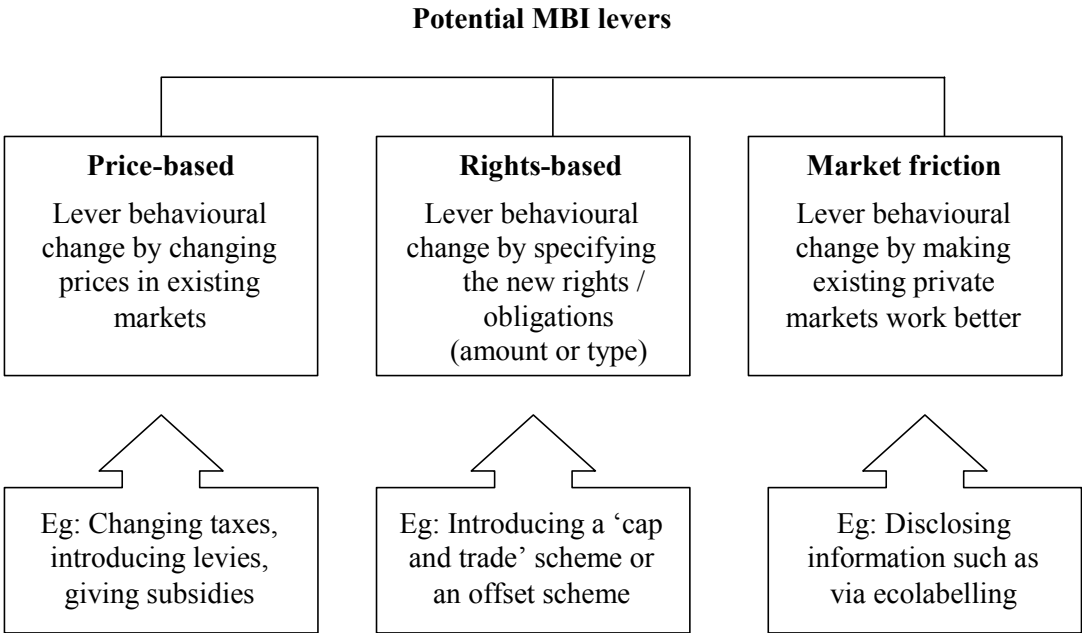 Potential MBI levers
Price-based
Lever behavioural
change by changing
prices in existing
markets
Rights-based
Lever behavioural
change by specifying
the new rights /
obligations
(amount or type)
Market friction
Lever behavioural
change by making
existing private
markets work better
Eg: Changing taxes,
introducing levies,
giving subsidies
Eg: Introducing a ‘cap
and trade’ scheme or
an offset scheme
Eg: Disclosing
information such as
via ecolabelling